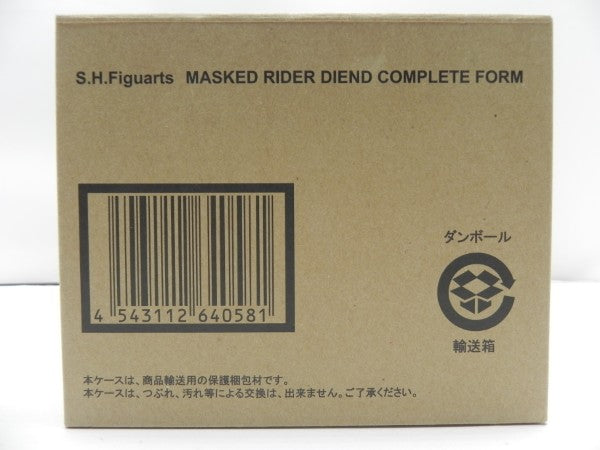 S.H.Figuarts MASKED RIDER DIEND COMPLETE FORM
ダンボール
4 543112 640581
輸送箱
本ケースは、商品輸送用の保護梱包材です。
本ケースは、つぶれ、汚れ等による交換は、出来ません。ご了承ください。